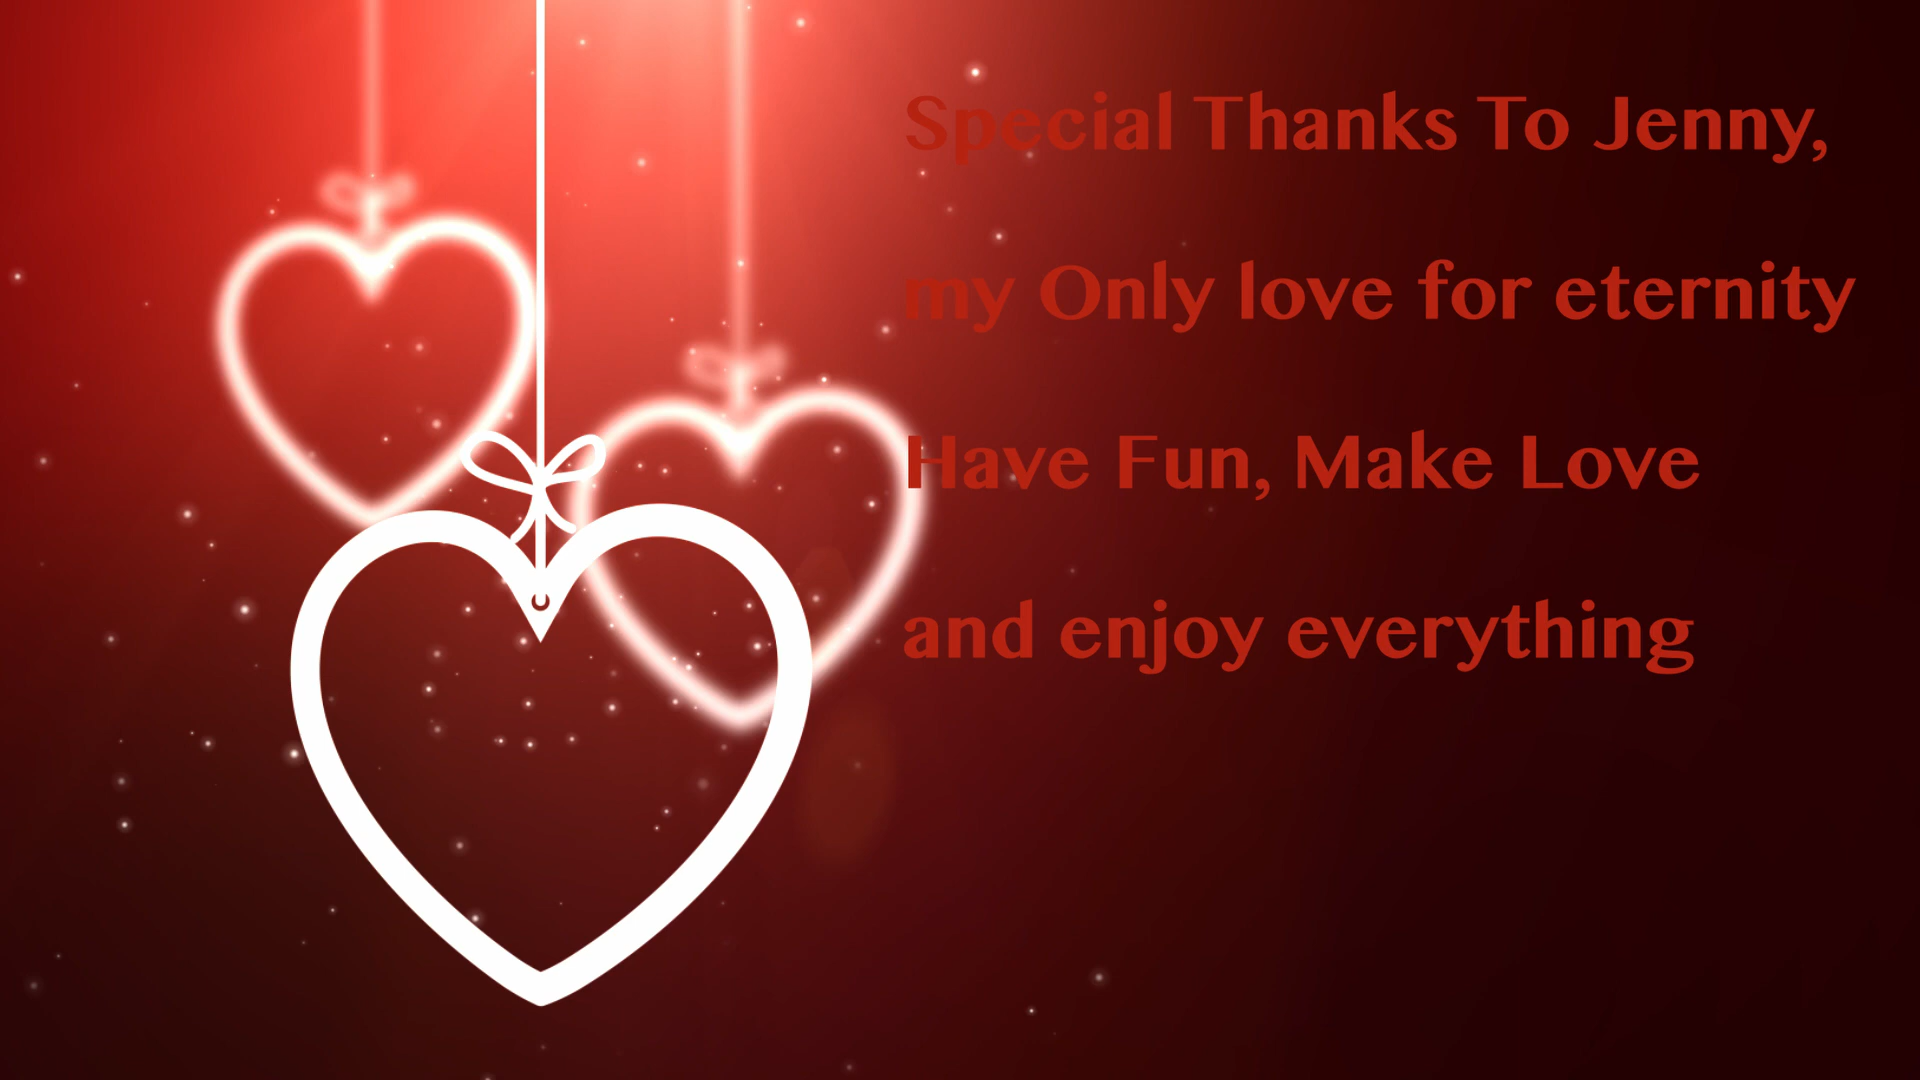 Special Thanks To Jenny,
my Only love for eternity
Have Fun, Make Love
and enjoy everything